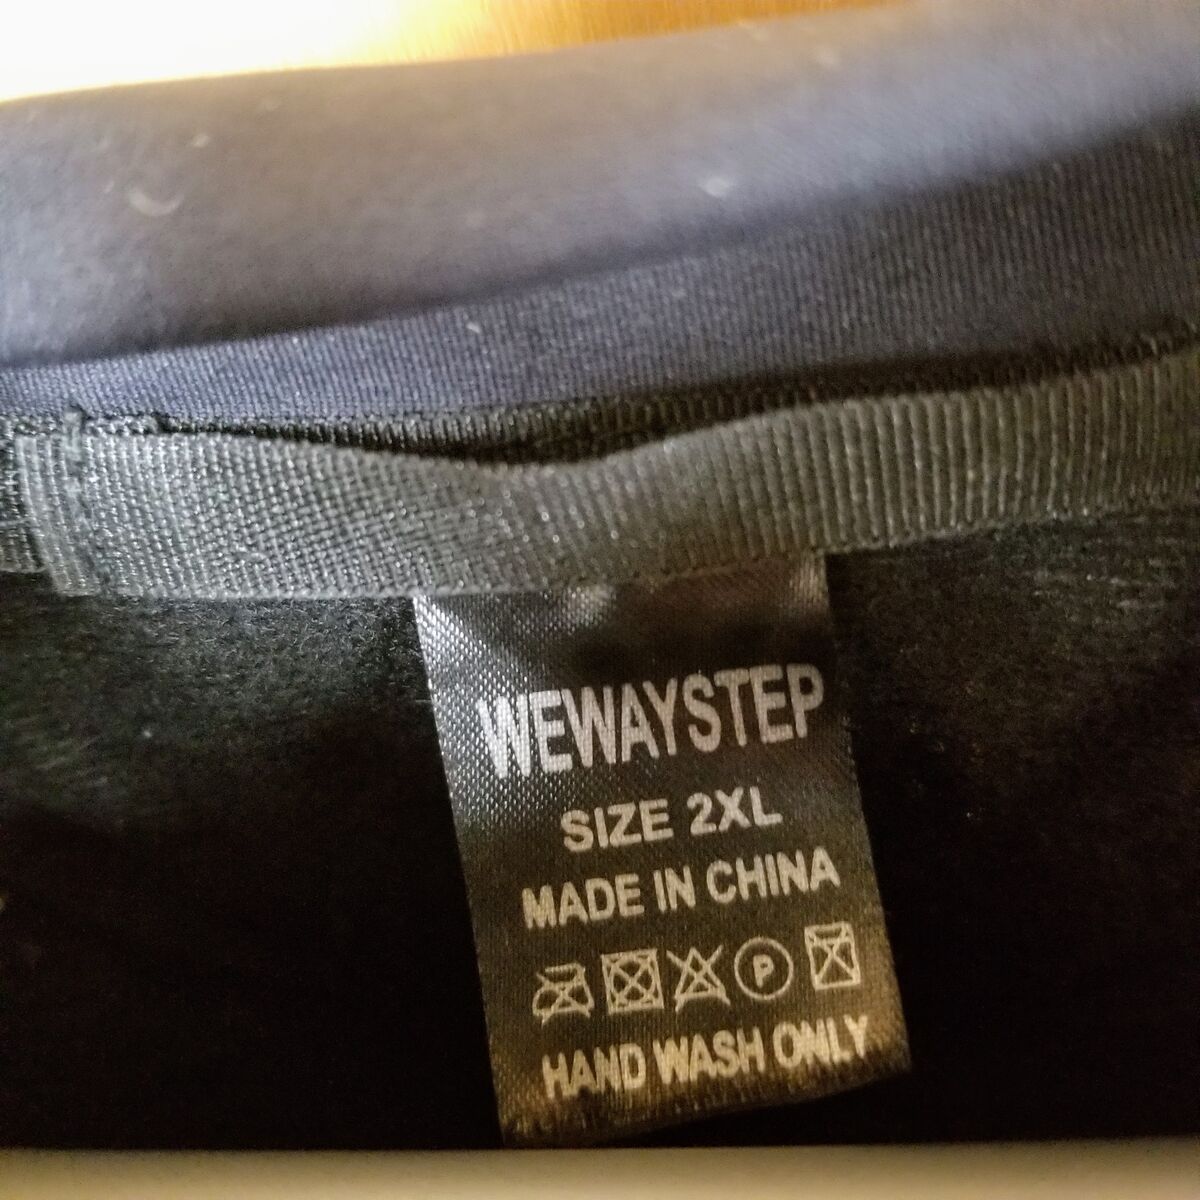 WEWAYSTEP
SIZE 2XL
MADE IN CHINA
P
HAND WASH ONLY